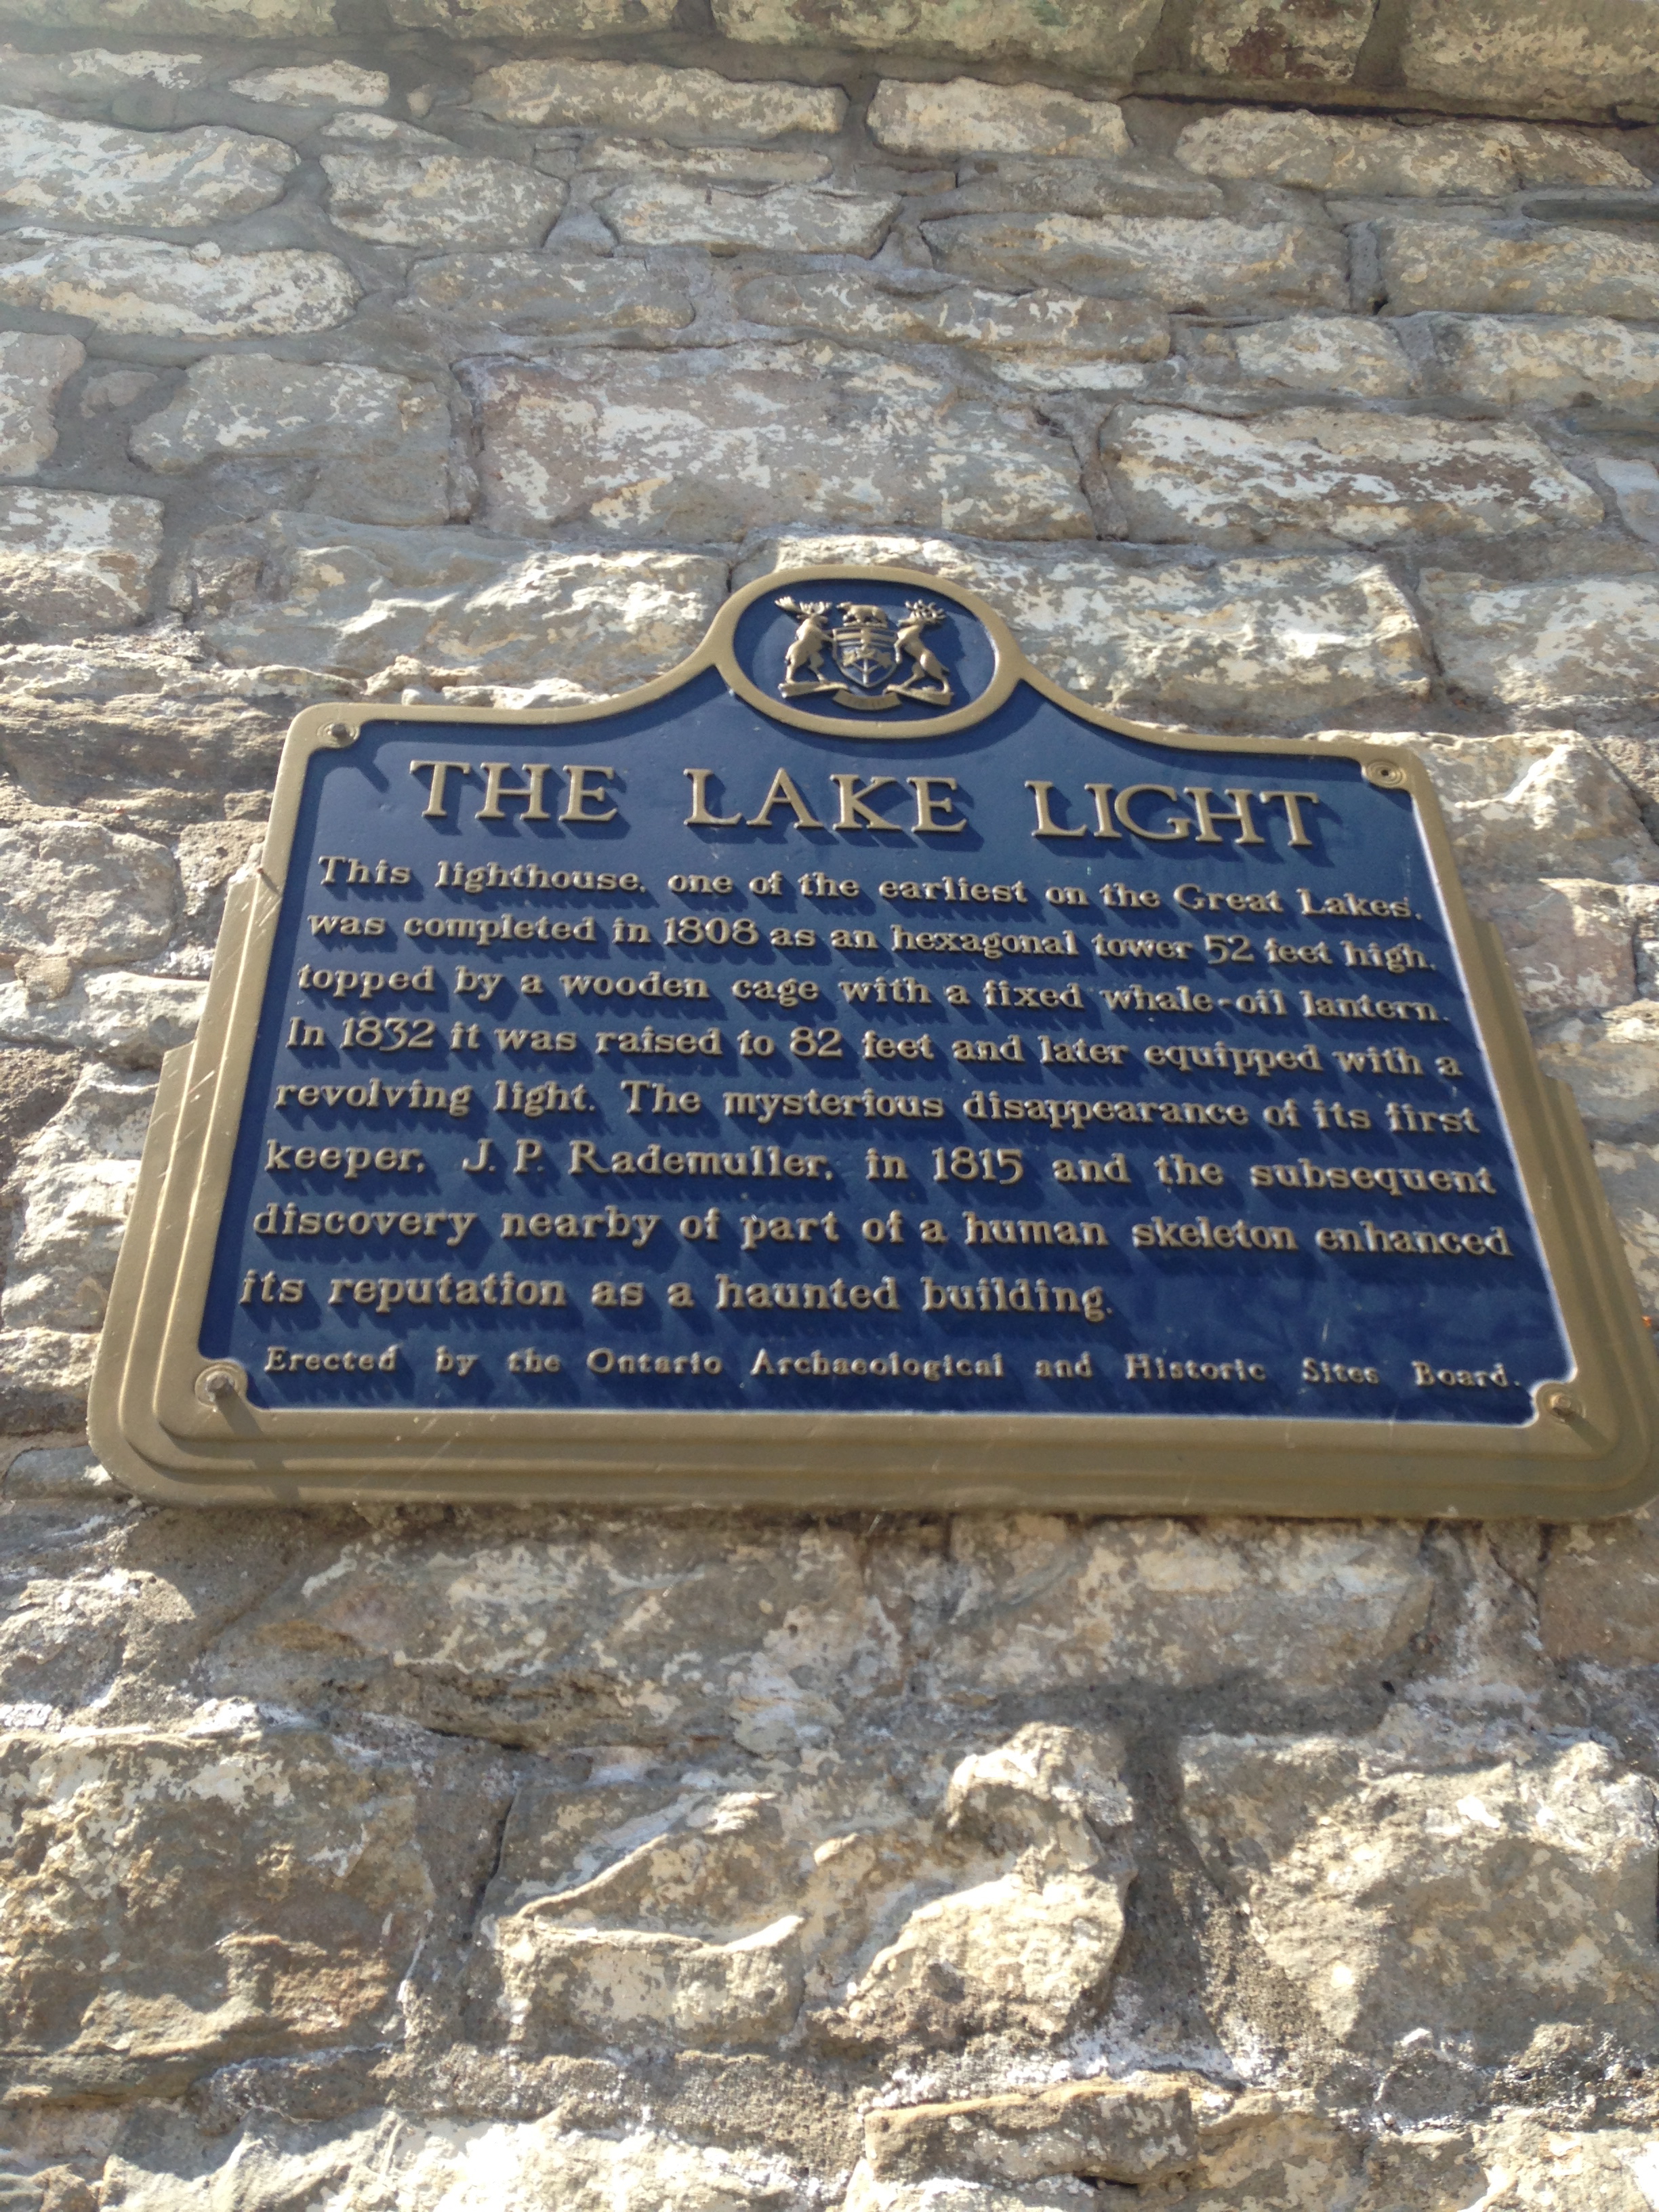 THE LAKE LIGHT
This lighthouse, one of the earliest on the Great Lakes,
was completed in 1808 as an hexagonal tower 52 feet high,
topped by a wooden cage with a fixed whale-oil lantern.
In 1832 it was raised to 82 feet and later equipped with a
revolving light. The mysterious disappearance of its first
keeper, J. P. Rademuller, in 1815 and the subsequent
discovery nearby of part of a human skeleton enhanced
its reputation as a haunted building.
Erected by the Ontario Archaeological and Historic Sites Board.